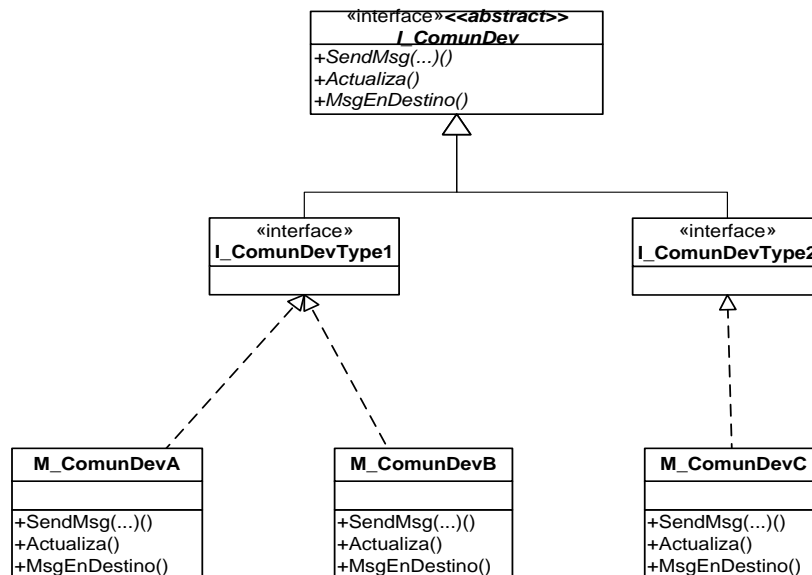 «interface»<<abstract>>
I_ComunDev
+SendMsg(...)()
+Actualiza()
+MsgEnDestino()
«interface»
I_ComunDevType1
«interface»
I_ComunDevType2
M_ComunDevA
+SendMsg(...)()
+Actualiza()
+MsgEnDestino()
M_ComunDevB
+SendMsg(...)()
+Actualiza()
+MsgEnDestino()
M_ComunDevC
+SendMsg(...)()
+Actualiza()
+MsgEnDestino()